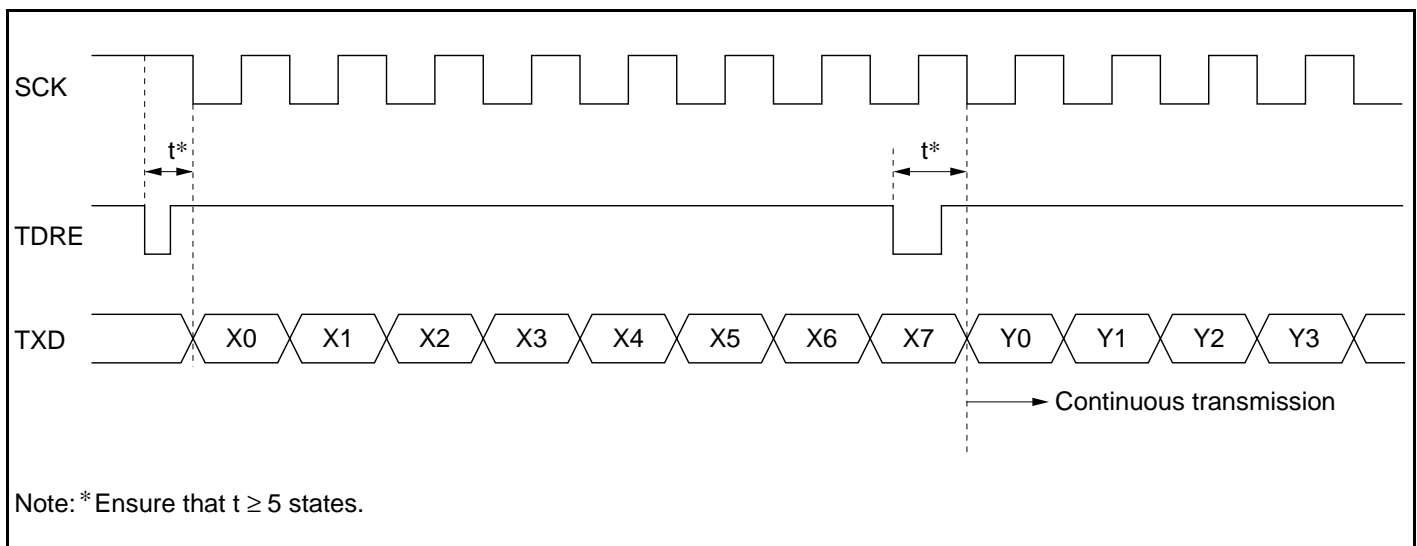 SCK
t*
t*
TDRE
TXD
X0 X1 X2 X3 X4 X5 X6 X7 Y0 Y1 Y2 Y3
Continuous transmission
Note: * Ensure that t ≥ 5 states.